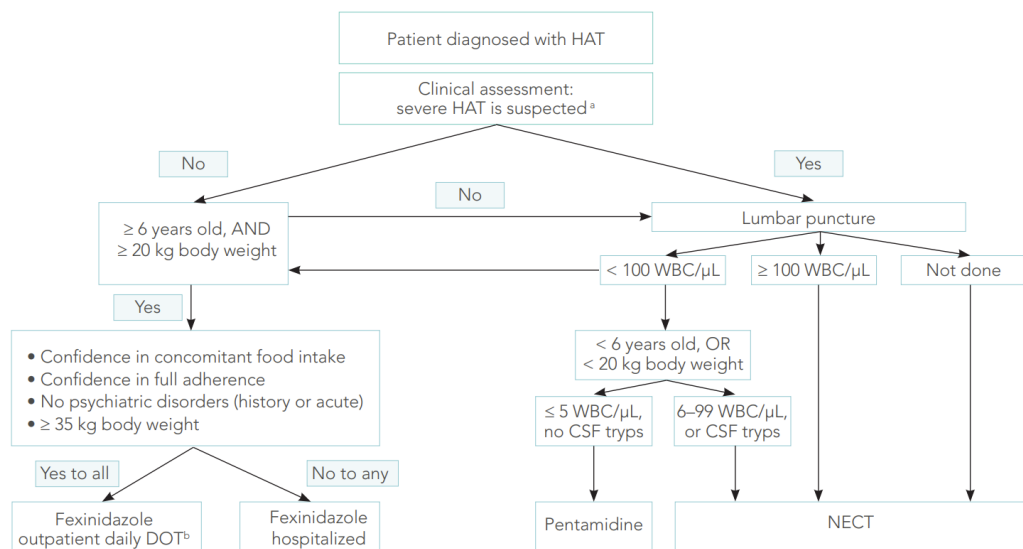 Patient diagnosed with HAT
Clinical assessment:
severe HAT is suspected a
No
Yes
No
≥ 6 years old, AND
≥ 20 kg body weight
Lumbar puncture
< 100 WBC/µL
≥ 100 WBC/µL
Not done
Yes
< 6 years old, OR
< 20 kg body weight
• Confidence in concomitant food intake
• Confidence in full adherence
• No psychiatric disorders (history or acute)
• ≥ 35 kg body weight
≤ 5 WBC/µL,
no CSF tryps
6–99 WBC/µL,
or CSF tryps
Yes to all
No to any
Fexinidazole
outpatient daily DOTb
Fexinidazole
hospitalized
Pentamidine
NECT